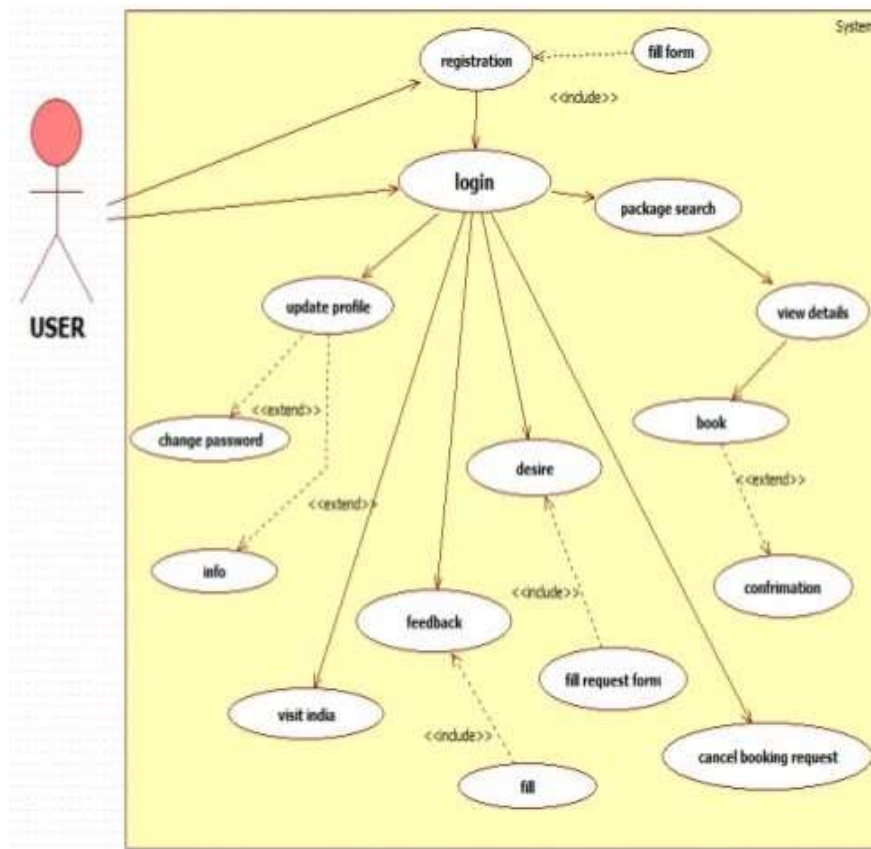 System
registration
fill form
<<include>>
login
package search
USER
update profile
view details
<<extend>>
change password
book
desire
<<extend>>
<<extend>>
info
confrimation
<<include>>
feedback
fill request form
visit india
<<include>>
cancel booking request
fill